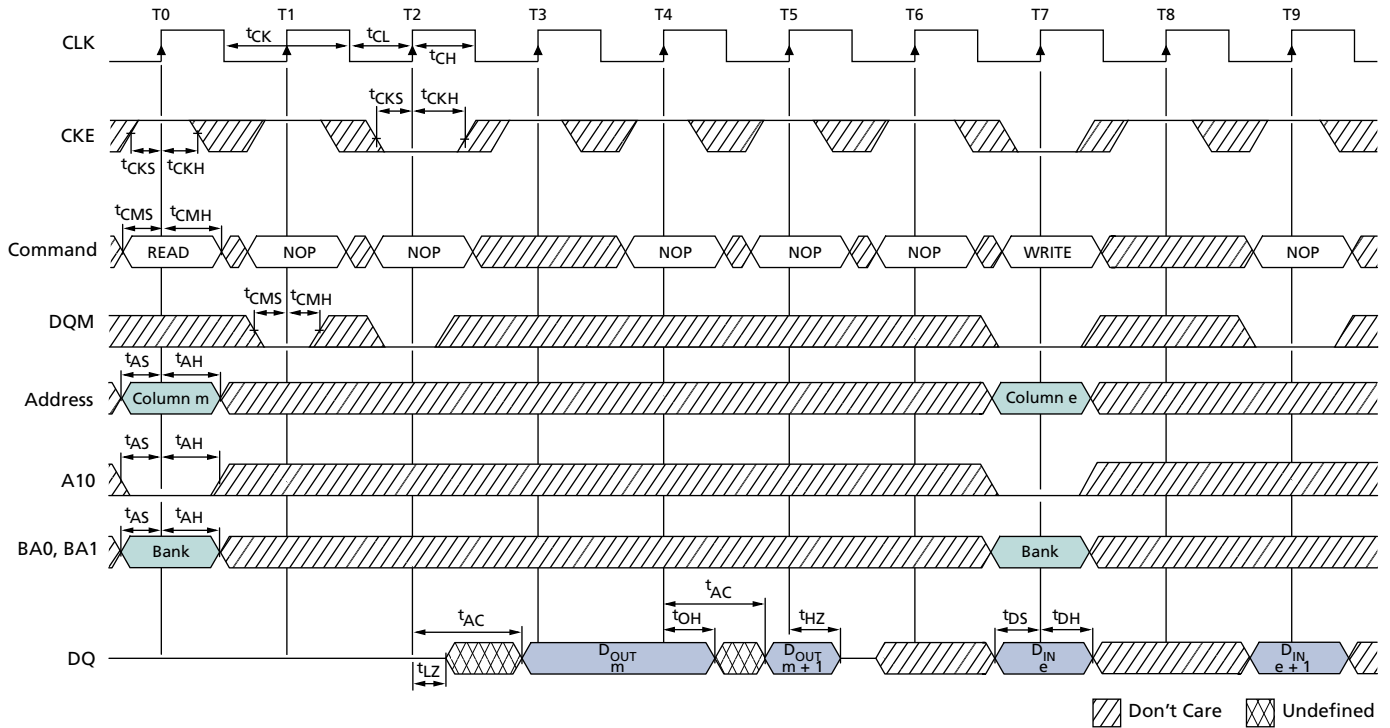 T0 T1 T2 T3 T4 T5 T6 T7 T8 T9
CLK
tCK tCL
tCH
tCKS tCKH
CKE
tCKS tCKH
tCMS tCMH
Command READ NOP NOP NOP NOP NOP WRITE NOP
tCMS tCMH
DQM
tAS tAH
Address Column m Column e
tAS tAH
A10
tAS tAH
BA0, BA1 Bank Bank
tAC
tAC tOH tHZ tDS tDH
DQ DOUT m DOUT m + 1 DIN e DIN e + 1
tLZ
Don't Care Undefined